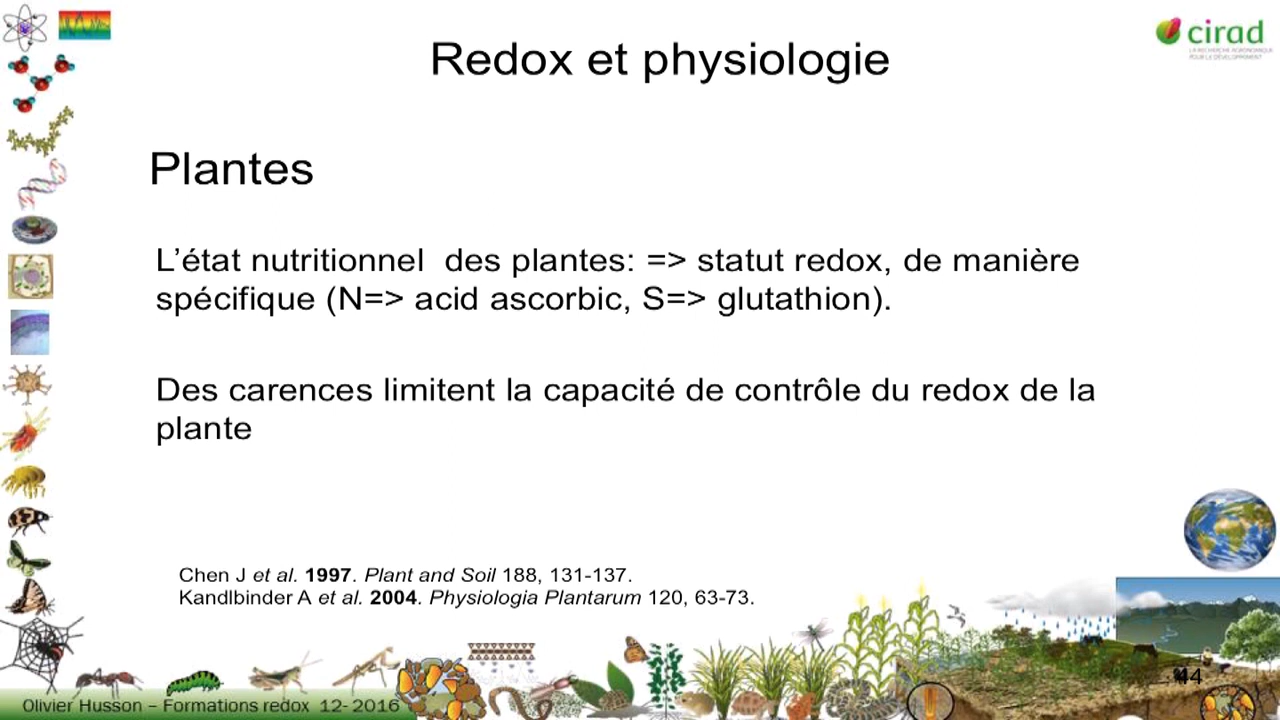 Redox et physiologie
cirad
LA RECHERCHE AGRONOMIQUE
POUR LE DÉVELOPPEMENT
Plantes
L’état nutritionnel des plantes: => statut redox, de manière
spécifique (N=> acid ascorbic, S=> glutathion).
Des carences limitent la capacité de contrôle du redox de la
plante
Chen J et al. 1997. Plant and Soil 188, 131-137.
Kandlbinder A et al. 2004. Physiologia Plantarum 120, 63-73.
44
Olivier Husson – Formations redox 12- 2016